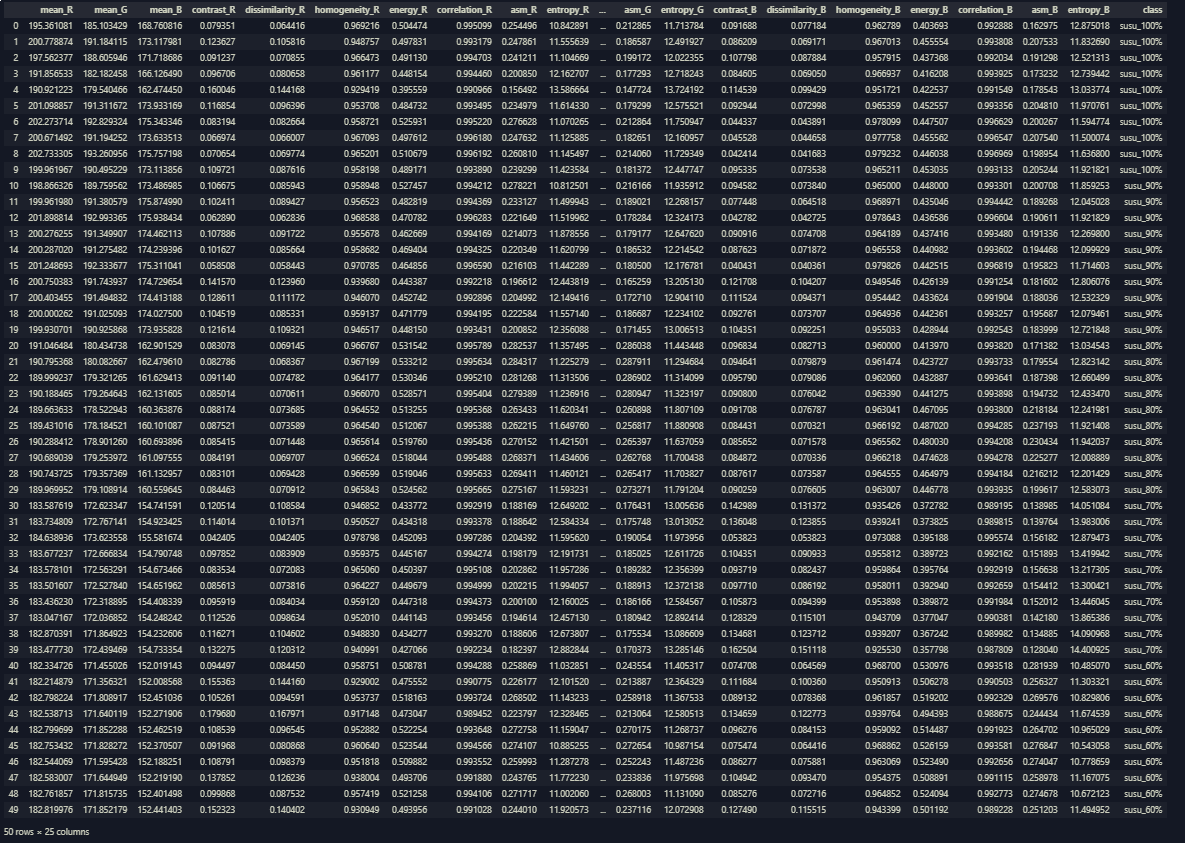 mean_R mean_G mean_B contrast_R dissimilarity_R homogeneity_R energy_R correlation_R asm_R entropy_R ... asm_G entropy_G contrast_B dissimilarity_B homogeneity_B energy_B correlation_B asm_B entropy_B class
0 195.361081 185.103429 168.760816 0.079351 0.064416 0.969216 0.504474 0.995655 0.254496 10.842891 ... 0.212865 11.713784 0.091688 0.077184 0.962789 0.403693 0.992888 0.162975 12.875018 susu_100%
1 200.778874 191.184115 173.117981 0.123627 0.105816 0.948757 0.497831 0.993179 0.247861 11.555639 ... 0.186587 12.491927 0.086209 0.069171 0.967013 0.455554 0.993808 0.207533 11.832690 susu_100%
2 197.562377 188.605946 171.718686 0.091237 0.070855 0.966473 0.491130 0.994703 0.241211 11.104669 ... 0.199172 12.022355 0.107798 0.087884 0.957915 0.437368 0.992034 0.191298 12.521313 susu_100%
3 191.856533 182.182458 166.126490 0.096706 0.080658 0.961177 0.448154 0.994460 0.200850 12.162707 ... 0.177293 12.718243 0.084605 0.069050 0.966937 0.416208 0.993925 0.173232 12.739442 susu_100%
4 190.921223 179.540466 162.474450 0.160046 0.144168 0.929419 0.395559 0.990966 0.156492 13.586664 ... 0.147724 13.724192 0.114539 0.099429 0.951721 0.422537 0.991549 0.178543 13.033774 susu_100%
5 201.098857 191.311672 173.933169 0.116854 0.096396 0.953708 0.484732 0.993495 0.234979 11.614330 ... 0.179299 12.575521 0.092944 0.072998 0.965359 0.452557 0.993356 0.204810 11.970761 susu_100%
6 202.273714 192.829324 175.343346 0.083194 0.082664 0.958721 0.525931 0.995220 0.276628 11.070265 ... 0.212864 11.750947 0.044337 0.043891 0.978099 0.447507 0.996629 0.200267 11.594774 susu_100%
7 200.671492 191.194252 173.633513 0.066974 0.066007 0.967093 0.497612 0.996180 0.247632 11.125885 ... 0.182651 12.160957 0.045528 0.044658 0.977758 0.455562 0.996547 0.207540 11.500074 susu_100%
8 202.733305 193.260956 175.757198 0.070654 0.069774 0.965201 0.510679 0.996192 0.260810 11.145497 ... 0.214060 11.729349 0.042414 0.041683 0.979232 0.446038 0.996969 0.198954 11.636800 susu_100%
9 199.961967 190.495229 173.113856 0.109721 0.087616 0.958198 0.489171 0.993890 0.239299 11.423584 ... 0.181372 12.447747 0.095335 0.073538 0.965211 0.453035 0.993133 0.205244 11.921821 susu_100%
10 198.866326 189.759562 173.486985 0.106675 0.085943 0.958948 0.527457 0.994212 0.278221 10.812501 ... 0.216166 11.935912 0.094582 0.073840 0.965000 0.448000 0.993301 0.200708 11.859253 susu_90%
11 199.961980 191.380579 175.874990 0.102411 0.089427 0.956523 0.482819 0.994369 0.233127 11.499943 ... 0.189021 12.268157 0.077448 0.064518 0.968971 0.435046 0.994442 0.189268 12.045028 susu_90%
12 201.898814 192.993365 175.938434 0.062890 0.062836 0.968588 0.470782 0.996283 0.221649 11.519962 ... 0.178284 12.324173 0.042782 0.042725 0.978643 0.436586 0.996604 0.190611 11.921829 susu_90%
13 200.276255 191.349907 174.462113 0.107886 0.091722 0.955678 0.462669 0.994169 0.214073 11.878556 ... 0.179177 12.647620 0.090916 0.074708 0.964189 0.437416 0.993480 0.191336 12.269800 susu_90%
14 200.287020 191.275482 174.239396 0.101627 0.085664 0.958682 0.469404 0.994325 0.220349 11.620799 ... 0.186532 12.214542 0.087623 0.071872 0.965558 0.440982 0.993602 0.194468 12.099929 susu_90%
15 201.248693 192.333677 175.311041 0.058508 0.058443 0.970785 0.464856 0.996590 0.216103 11.442289 ... 0.180500 12.176781 0.040431 0.040361 0.979826 0.442515 0.996819 0.195823 11.714603 susu_90%
16 200.750383 191.743937 174.729654 0.141570 0.123960 0.939680 0.443387 0.992218 0.196612 12.443819 ... 0.165259 13.205120 0.121708 0.104207 0.949546 0.426139 0.991254 0.181602 12.806076 susu_90%
17 200.403455 191.494832 174.413188 0.128611 0.111172 0.946070 0.452742 0.992896 0.204992 12.149416 ... 0.172710 12.904110 0.111524 0.094371 0.954442 0.433624 0.991904 0.188036 12.532329 susu_90%
18 200.000262 191.025093 174.027500 0.104519 0.085331 0.959137 0.471779 0.994195 0.222584 11.557140 ... 0.186687 12.234102 0.092761 0.073707 0.964936 0.442361 0.993257 0.195687 12.079461 susu_90%
19 199.930701 190.925868 173.935828 0.121614 0.109321 0.946517 0.448150 0.993431 0.200852 12.356088 ... 0.171455 13.006513 0.104351 0.092251 0.955033 0.428944 0.992543 0.183999 12.721848 susu_90%
20 191.046484 180.434738 162.901529 0.083078 0.069145 0.966767 0.531542 0.995789 0.282537 11.357495 ... 0.286038 11.443448 0.096834 0.082713 0.960000 0.413970 0.993820 0.171382 13.034543 susu_80%
21 190.795368 180.082667 162.479610 0.082786 0.068367 0.967199 0.533212 0.995634 0.284317 11.225279 ... 0.287911 11.294684 0.094641 0.079879 0.961474 0.423727 0.993733 0.179554 12.823142 susu_80%
22 189.999237 179.321265 161.629413 0.091140 0.074782 0.964177 0.530346 0.995210 0.281268 11.313506 ... 0.286902 11.314099 0.095790 0.079086 0.962060 0.432887 0.993641 0.187398 12.660499 susu_80%
23 190.188465 179.264643 162.131605 0.085014 0.070611 0.966070 0.528571 0.995404 0.279389 11.236916 ... 0.280947 11.323197 0.090800 0.076042 0.963390 0.441275 0.993898 0.194732 12.433470 susu_80%
24 189.663633 178.522943 160.363876 0.088174 0.073685 0.964552 0.513255 0.995368 0.263433 11.620341 ... 0.260898 11.807109 0.091708 0.076787 0.963041 0.467095 0.993800 0.218184 12.241981 susu_80%
25 189.431016 178.184521 160.101087 0.087521 0.073589 0.964540 0.512067 0.995388 0.262215 11.649760 ... 0.256817 11.880908 0.084431 0.070321 0.966192 0.487020 0.994285 0.237193 11.921408 susu_80%
26 190.288412 178.901260 160.693896 0.085415 0.071448 0.965614 0.519760 0.995436 0.270152 11.421501 ... 0.265397 11.637059 0.085652 0.071578 0.965562 0.480030 0.994208 0.230434 11.942037 susu_80%
27 190.689039 179.252953 161.097555 0.084191 0.069707 0.966524 0.518044 0.995488 0.268371 11.434606 ... 0.262768 11.700438 0.084872 0.070336 0.966218 0.474628 0.994278 0.225277 12.008889 susu_80%
28 190.743725 179.357369 161.132957 0.083101 0.069428 0.966599 0.519046 0.995633 0.269411 11.460121 ... 0.265417 11.703827 0.087617 0.073587 0.964555 0.464979 0.994184 0.216212 12.201429 susu_80%
29 189.969952 179.108914 160.559645 0.084463 0.070912 0.965843 0.524562 0.995665 0.275167 11.593231 ... 0.273271 11.791204 0.090259 0.076605 0.963007 0.446778 0.993935 0.199617 12.583073 susu_80%
30 183.587619 172.623347 154.741591 0.120514 0.108584 0.946852 0.433772 0.992919 0.188169 12.649202 ... 0.176431 13.005636 0.142989 0.131372 0.935426 0.372782 0.989195 0.138985 14.051084 susu_70%
31 183.734809 172.767141 154.923425 0.114014 0.101371 0.950527 0.434318 0.993378 0.188642 12.584334 ... 0.175748 13.013052 0.136048 0.123855 0.939241 0.373825 0.989815 0.139764 13.983006 susu_70%
32 184.638936 173.623558 155.581674 0.042405 0.042405 0.978798 0.452093 0.997286 0.204392 11.595620 ... 0.190054 11.973956 0.053823 0.053823 0.973088 0.395188 0.995574 0.156182 12.879473 susu_70%
33 183.677237 172.666834 154.790748 0.097852 0.083909 0.959375 0.445167 0.994274 0.198179 12.191731 ... 0.185025 12.611726 0.104351 0.090933 0.955812 0.389723 0.992162 0.151893 13.419942 susu_70%
34 183.578101 172.563291 154.673466 0.083534 0.072083 0.965060 0.450397 0.995108 0.202862 11.957286 ... 0.189282 12.356399 0.093719 0.082437 0.959864 0.395764 0.992919 0.156638 13.217305 susu_70%
35 183.501607 172.527840 154.651962 0.085613 0.073816 0.964227 0.449679 0.994999 0.202215 11.994057 ... 0.188913 12.372138 0.097710 0.086192 0.958011 0.392940 0.992659 0.154412 13.300421 susu_70%
36 183.436230 172.318895 154.408339 0.095919 0.084034 0.959120 0.447318 0.994373 0.200100 12.160025 ... 0.186166 12.584567 0.105873 0.094399 0.953898 0.389872 0.991984 0.152012 13.446045 susu_70%
37 183.047167 172.036852 154.248242 0.112526 0.098634 0.952010 0.441143 0.993456 0.194614 12.457130 ... 0.180942 12.892414 0.128329 0.115101 0.943709 0.377047 0.990331 0.142180 13.865386 susu_70%
38 182.870391 171.864923 154.232606 0.116271 0.104602 0.948830 0.434277 0.993270 0.188606 12.673807 ... 0.175534 13.086609 0.134681 0.123712 0.939207 0.367242 0.989982 0.134885 14.090968 susu_70%
39 183.477730 172.439469 154.733354 0.132275 0.120312 0.940991 0.427066 0.992234 0.182397 12.882844 ... 0.170373 13.285146 0.162504 0.151118 0.925530 0.357798 0.987809 0.128040 14.400925 susu_70%
40 182.334726 171.455026 152.019143 0.094497 0.084450 0.958751 0.508781 0.994288 0.258869 11.032851 ... 0.243554 11.405317 0.074708 0.064569 0.968700 0.530976 0.993518 0.281939 10.485070 susu_60%
41 182.214879 171.356321 152.008568 0.155363 0.144160 0.929002 0.475552 0.990775 0.226177 12.101520 ... 0.213887 12.364329 0.111684 0.100360 0.950913 0.506278 0.990503 0.256327 11.303321 susu_60%
42 182.798224 171.808917 152.451036 0.105261 0.094591 0.953737 0.518163 0.993724 0.268502 11.143233 ... 0.258918 11.367533 0.089132 0.078368 0.961857 0.519202 0.992329 0.269576 10.829806 susu_60%
43 182.538713 171.640119 152.271906 0.179680 0.167971 0.917148 0.473047 0.989452 0.223797 12.328465 ... 0.213064 12.580513 0.134659 0.122773 0.939764 0.494393 0.988675 0.244434 11.674539 susu_60%
44 182.799699 171.852288 152.462519 0.108539 0.096545 0.952882 0.522254 0.993648 0.272758 11.159047 ... 0.270175 11.268737 0.096276 0.084153 0.959092 0.514487 0.991923 0.264702 10.965029 susu_60%
45 182.753432 171.828272 152.370507 0.091968 0.080868 0.960640 0.523544 0.994566 0.274107 10.885255 ... 0.272654 10.987154 0.075474 0.064416 0.968862 0.526159 0.993581 0.276847 10.543058 susu_60%
46 182.544069 171.595428 152.188251 0.108791 0.098379 0.951818 0.509882 0.993552 0.259993 11.287278 ... 0.252243 11.487236 0.086277 0.075881 0.963069 0.523490 0.992656 0.274047 10.778659 susu_60%
47 182.583007 171.644949 152.219190 0.137852 0.126236 0.938004 0.493706 0.991880 0.243765 11.772230 ... 0.233836 11.975698 0.104942 0.093470 0.954375 0.508891 0.991115 0.258978 11.167075 susu_60%
48 182.761857 171.815735 152.401498 0.099868 0.087532 0.957419 0.521258 0.994106 0.271717 11.002060 ... 0.268003 11.131090 0.085276 0.072716 0.964852 0.524094 0.992773 0.274678 10.672123 susu_60%
49 182.819976 171.852179 152.441403 0.152323 0.140402 0.930949 0.493956 0.991028 0.244010 11.920573 ... 0.237116 12.072908 0.127490 0.115515 0.943399 0.501192 0.989228 0.251203 11.494952 susu_60%
50 rows × 25 columns